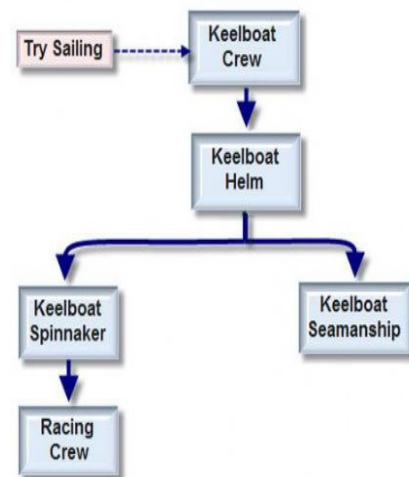 Try Sailing
Keelboat
Crew
Keelboat
Helm
Keelboat
Spinnaker
Keelboat
Seamanship
Racing
Crew